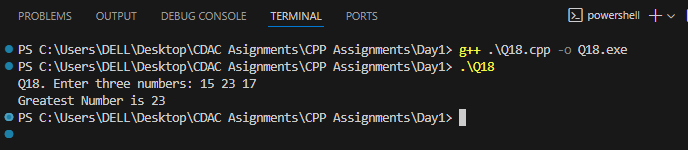 PROBLEMS OUTPUT DEBUG CONSOLE TERMINAL PORTS
powershell
PS C:\Users\DELL\Desktop\CDAC Asignments\CPP Assignments\Day1> g++ .\Q18.cpp -o Q18.exe
PS C:\Users\DELL\Desktop\CDAC Asignments\CPP Assignments\Day1> .\Q18
Q18. Enter three numbers: 15 23 17
Greatest Number is 23
PS C:\Users\DELL\Desktop\CDAC Asignments\CPP Assignments\Day1>